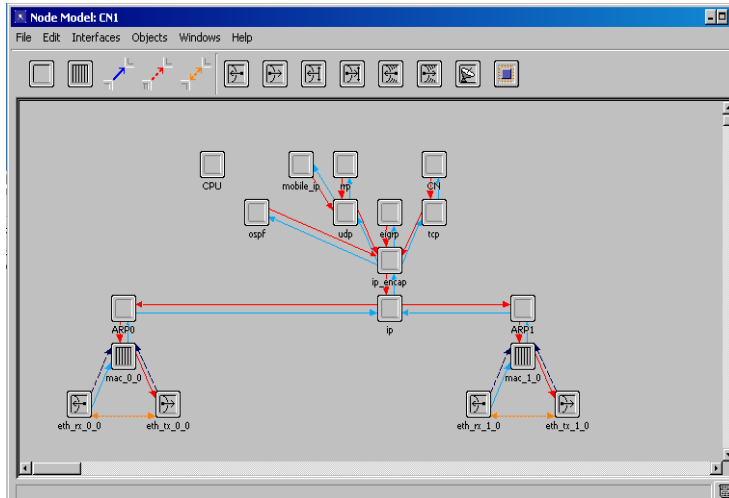 Node Model: CN1
File Edit Interfaces Objects Windows Help
CPU
mobile_ip
rip
CN
ospf
udp
eigrp
tcp
ip_encap
ARP0
ip
ARP1
mac_0_0
mac_1_0
eth_rx_0_0
eth_tx_0_0
eth_rx_1_0
eth_tx_1_0